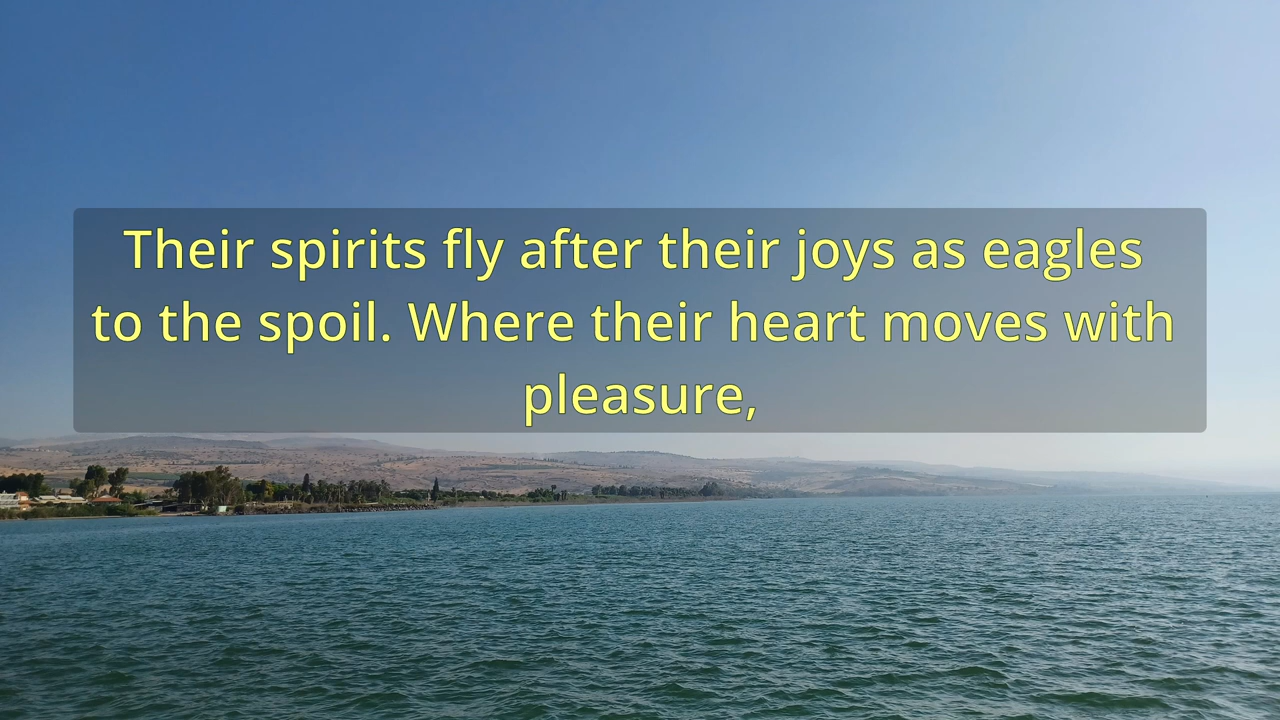 Their spirits fly after their joys as eagles
to the spoil. Where their heart moves with
pleasure,